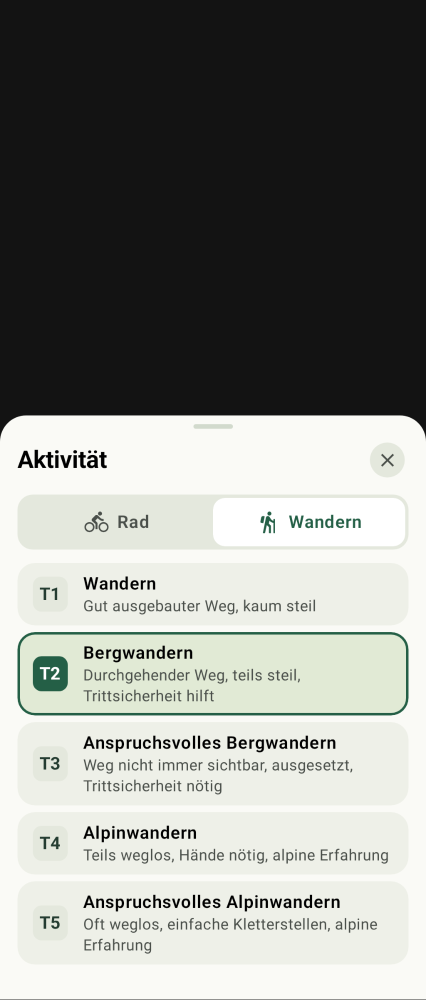 Aktivität
Rad
Wandern
T1
Wandern
Gut ausgebauter Weg, kaum steil
T2
Bergwandern
Durchgehender Weg, teils steil,
Trittsicherheit hilft
T3
Anspruchsvolles Bergwandern
Weg nicht immer sichtbar, ausgesetzt,
Trittsicherheit nötig
T4
Alpinwandern
Teils weglos, Hände nötig, alpine Erfahrung
T5
Anspruchsvolles Alpinwandern
Oft weglos, einfache Kletterstellen, alpine
Erfahrung